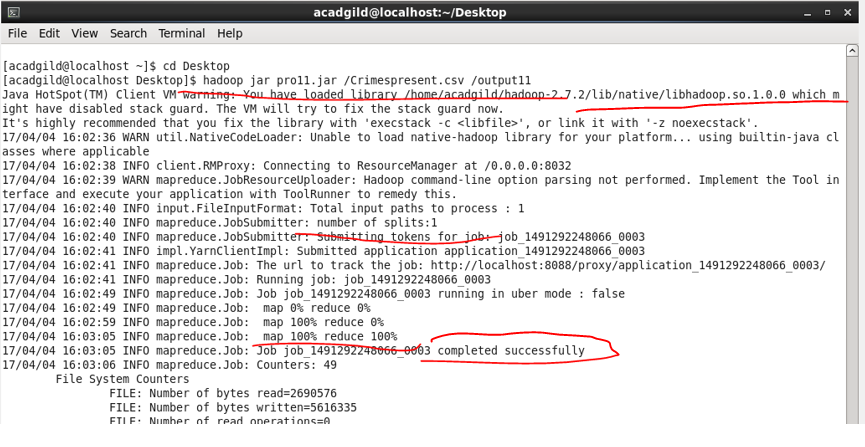 acadgild@localhost:~/Desktop
File Edit View Search Terminal Help
[acadgild@localhost ~]$ cd Desktop
[acadgild@localhost Desktop]$ hadoop jar pro11.jar /Crimespresent.csv /output11
Java HotSpot(TM) Client VM warning: You have loaded library /home/acadgild/hadoop-2.7.2/lib/native/libhadoop.so.1.0.0 which m
ight have disabled stack guard. The VM will try to fix the stack guard now.
It's highly recommended that you fix the library with 'execstack -c <libfile>', or link it with '-z noexecstack'.
17/04/04 16:02:36 WARN util.NativeCodeLoader: Unable to load native-hadoop library for your platform... using builtin-java cl
asses where applicable
17/04/04 16:02:38 INFO client.RMProxy: Connecting to ResourceManager at /0.0.0.0:8032
17/04/04 16:02:39 WARN mapreduce.JobResourceUploader: Hadoop command-line option parsing not performed. Implement the Tool in
terface and execute your application with ToolRunner to remedy this.
17/04/04 16:02:40 INFO input.FileInputFormat: Total input paths to process : 1
17/04/04 16:02:40 INFO mapreduce.JobSubmitter: number of splits:1
17/04/04 16:02:40 INFO mapreduce.JobSubmitter: Submitting tokens for job: job_1491292248066_0003
17/04/04 16:02:41 INFO impl.YarnClientImpl: Submitted application application_1491292248066_0003
17/04/04 16:02:41 INFO mapreduce.Job: The url to track the job: http://localhost:8088/proxy/application_1491292248066_0003/
17/04/04 16:02:41 INFO mapreduce.Job: Running job: job_1491292248066_0003
17/04/04 16:02:49 INFO mapreduce.Job: Job job_1491292248066_0003 running in uber mode : false
17/04/04 16:02:49 INFO mapreduce.Job:  map 0% reduce 0%
17/04/04 16:02:59 INFO mapreduce.Job:  map 100% reduce 0%
17/04/04 16:03:05 INFO mapreduce.Job:  map 100% reduce 100%
17/04/04 16:03:05 INFO mapreduce.Job: Job job_1491292248066_0003 completed successfully
17/04/04 16:03:06 INFO mapreduce.Job: Counters: 49
File System Counters
FILE: Number of bytes read=2690576
FILE: Number of bytes written=5616335
FILE: Number of read operations=0